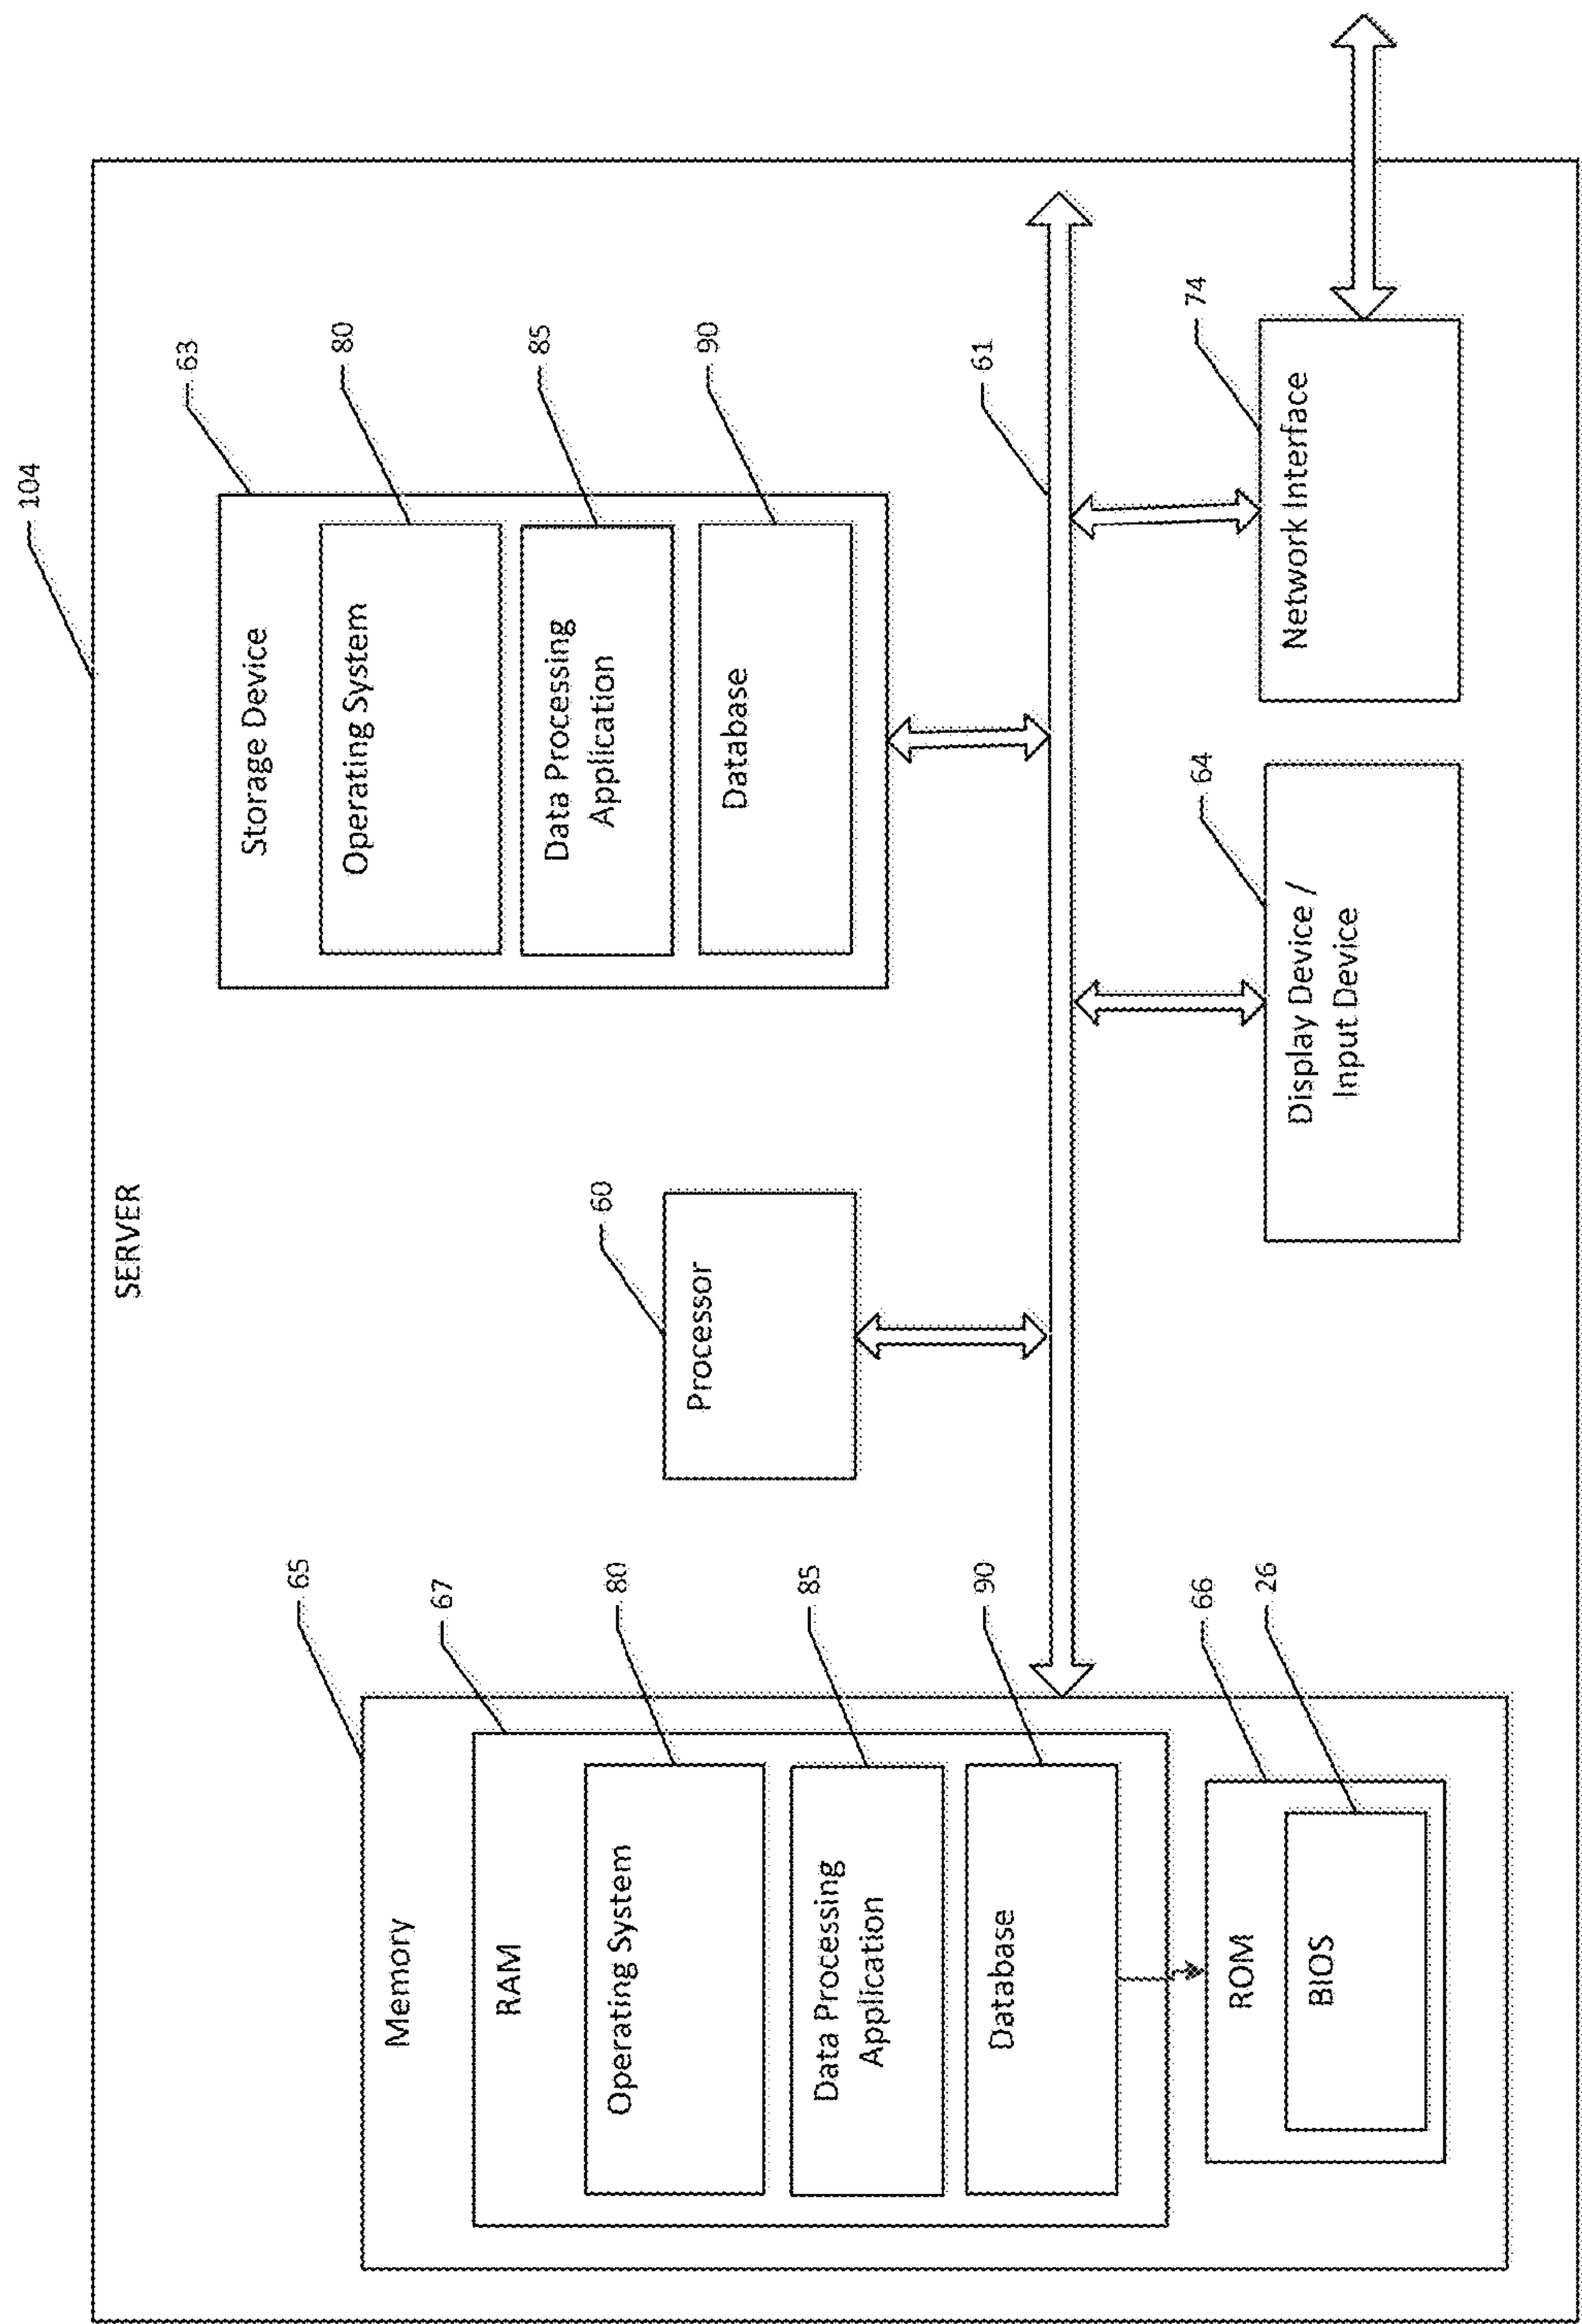 104
SERVER
65
Memory
67
RAM
80
Operating System
85
Data Processing
Application
90
Database
66
ROM
26
BIOS
60
Processor
63
Storage Device
80
Operating System
85
Data Processing
Application
90
Database
61
64
Display Device /
Input Device
74
Network Interface